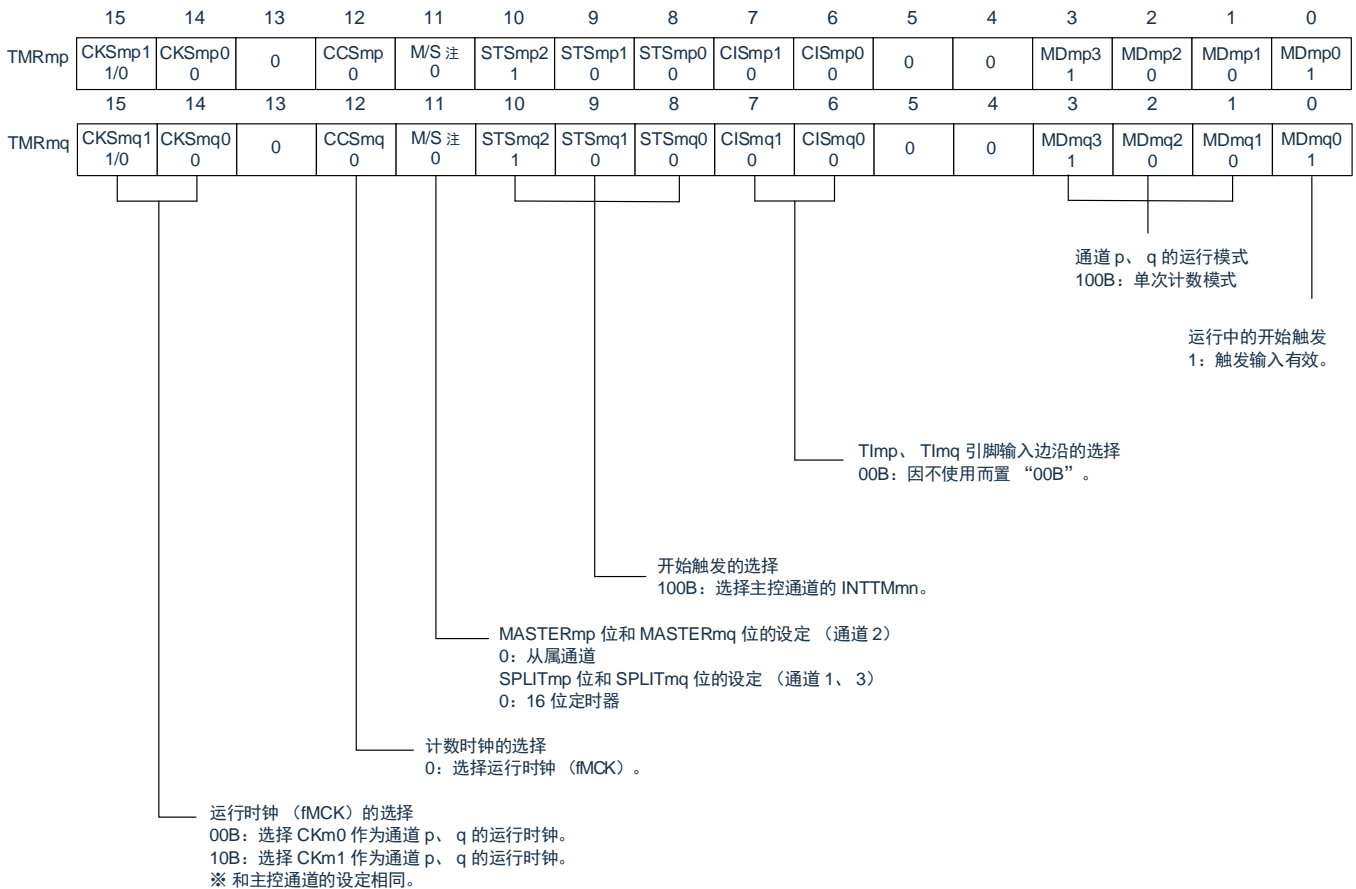 15 14 13 12 11 10 9 8 7 6 5 4 3 2 1 0
TMRmp CKSmp1 CKSmp0 0 CCSmp M/S 注 STSmp2 STSmp1 STSmp0 CISmp1 CISmp0 0 0 MDmp3 MDmp2 MDmp1 MDmp0
1/0 0 0 0 1 0 0 0 0 1 0 0 1
15 14 13 12 11 10 9 8 7 6 5 4 3 2 1 0
TMRmq CKSmq1 CKSmq0 0 CCSmq M/S 注 STSmq2 STSmq1 STSmq0 CISmq1 CISmq0 0 0 MDmq3 MDmq2 MDmq1 MDmq0
1/0 0 0 0 1 0 0 0 0 1 0 0 1
通道 p、 q 的运行模式
100B：单次计数模式
运行中的开始触发
1：触发输入有效。
TImp、 TImq 引脚输入边沿的选择
00B：因不使用而置 “00B”。
开始触发的选择
100B：选择主控通道的 INTTMmn。
MASTERmp 位和 MASTERmq 位的设定 （通道 2）
0：从属通道
SPLITmp 位和 SPLITmq 位的设定 （通道 1、 3）
0：16 位定时器
计数时钟的选择
0：选择运行时钟 （fMCK）。
运行时钟 （fMCK）的选择
00B：选择 CKm0 作为通道 p、 q 的运行时钟。
10B：选择 CKm1 作为通道 p、 q 的运行时钟。
※ 和主控通道的设定相同。